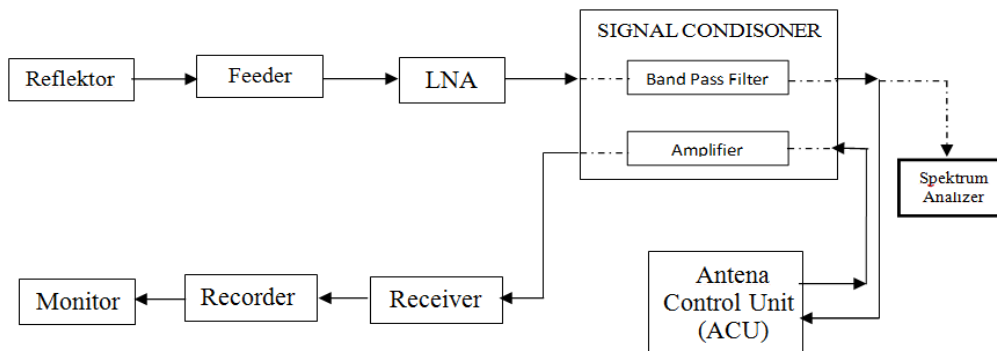 SIGNAL CONDISONER
Reflektor
Feeder
LNA
Band Pass Filter
Amplifier
Spektrum
Analizer
Monitor
Recorder
Receiver
Antena
Control Unit
(ACU)